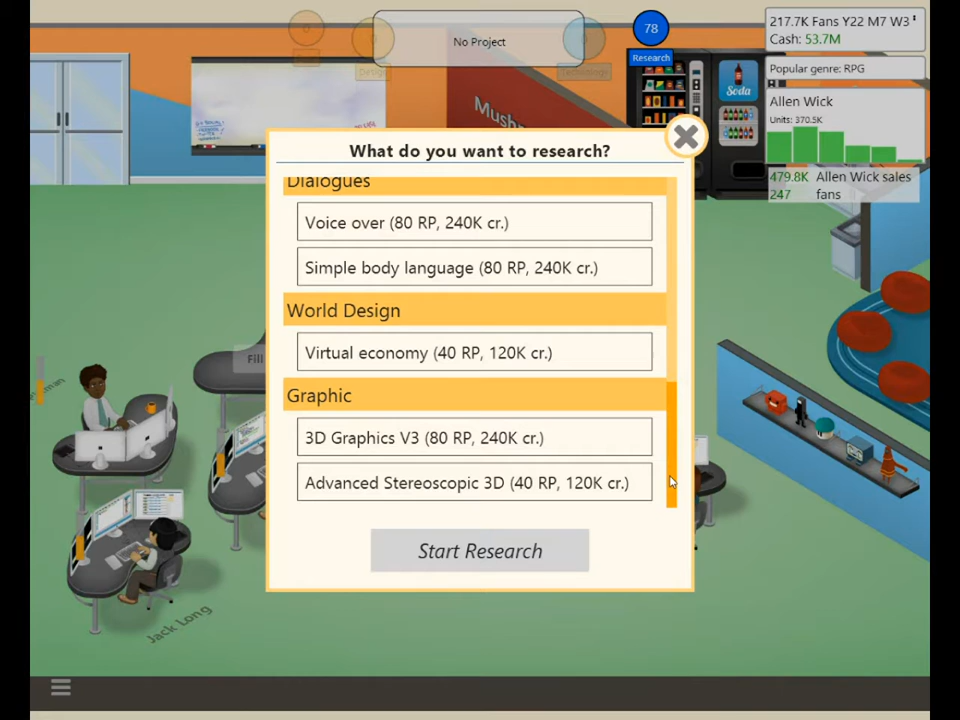 No Project
78
Research
217.7K Fans Y22 M7 W3
Cash: 53.7M
Popular genre: RPG
Allen Wick
Units: 370.5K
479.8K Allen Wick sales
247 fans
Soda
Mush
What do you want to research?
Dialogues
Voice over (80 RP, 240K cr.)
Simple body language (80 RP, 240K cr.)
World Design
Virtual economy (40 RP, 120K cr.)
Graphic
3D Graphics V3 (80 RP, 240K cr.)
Advanced Stereoscopic 3D (40 RP, 120K cr.)
Start Research
Fill
Jack Long